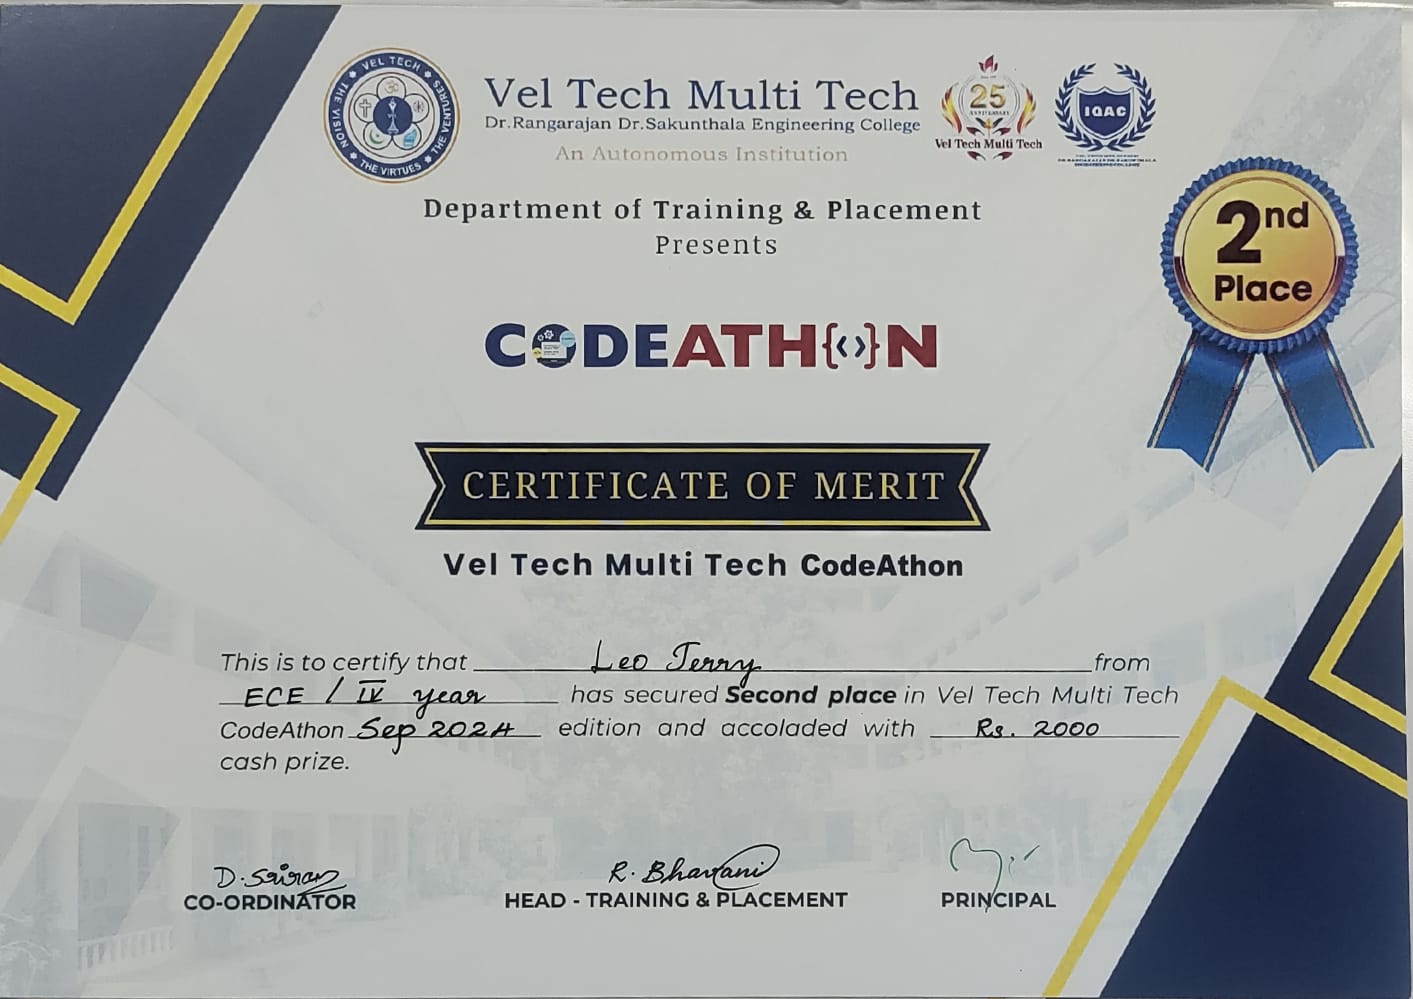 VEL TECH
THE VISION
THE VIRTUES
THE VENTURES
Vel Tech Multi Tech
Dr.Rangarajan Dr.Sakunthala Engineering College
An Autonomous Institution
25
ANNIVERSARY
Vel Tech Multi Tech
IQAC
Department of Training & Placement
Presents
2nd
Place
CODEATHON
CERTIFICATE OF MERIT
Vel Tech Multi Tech CodeAthon
This is to certify that Leo Jerry from
ECE / IV year has secured Second place in Vel Tech Multi Tech
CodeAthon Sep 2024 edition and accoladed with Rs. 2000
cash prize.
D. Sairam
R. Bhavani
CO-ORDINATOR
HEAD - TRAINING & PLACEMENT
PRINCIPAL